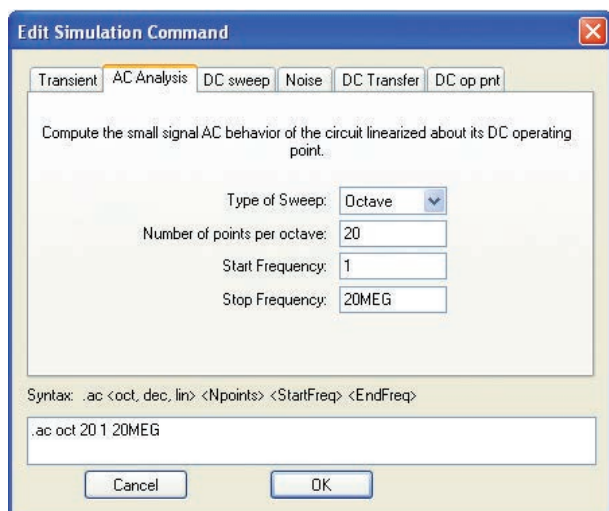 Edit Simulation Command
Transient AC Analysis DC sweep Noise DC Transfer DC op pnt
Compute the small signal AC behavior of the circuit linearized about its DC operating
point.
Type of Sweep: Octave
Number of points per octave: 20
Start Frequency: 1
Stop Frequency: 20MEG
Syntax: .ac <oct, dec, lin> <Npoints> <StartFreq> <EndFreq>
.ac oct 20 1 20MEG
Cancel OK